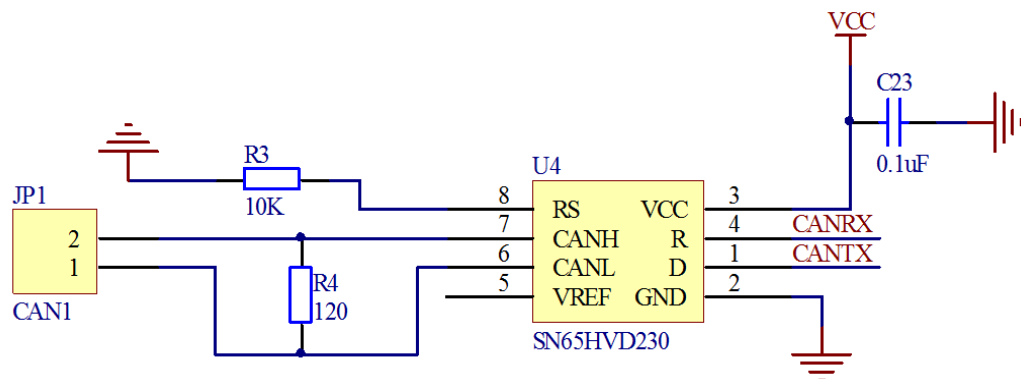 VCC
C23
0.1uF
R3
10K
U4
JP1
8 RS VCC 3
2 7 CANH R 4 CANRX
1 6 CANL D 1 CANTX
5 VREF GND 2
R4
120
CAN1
SN65HVD230